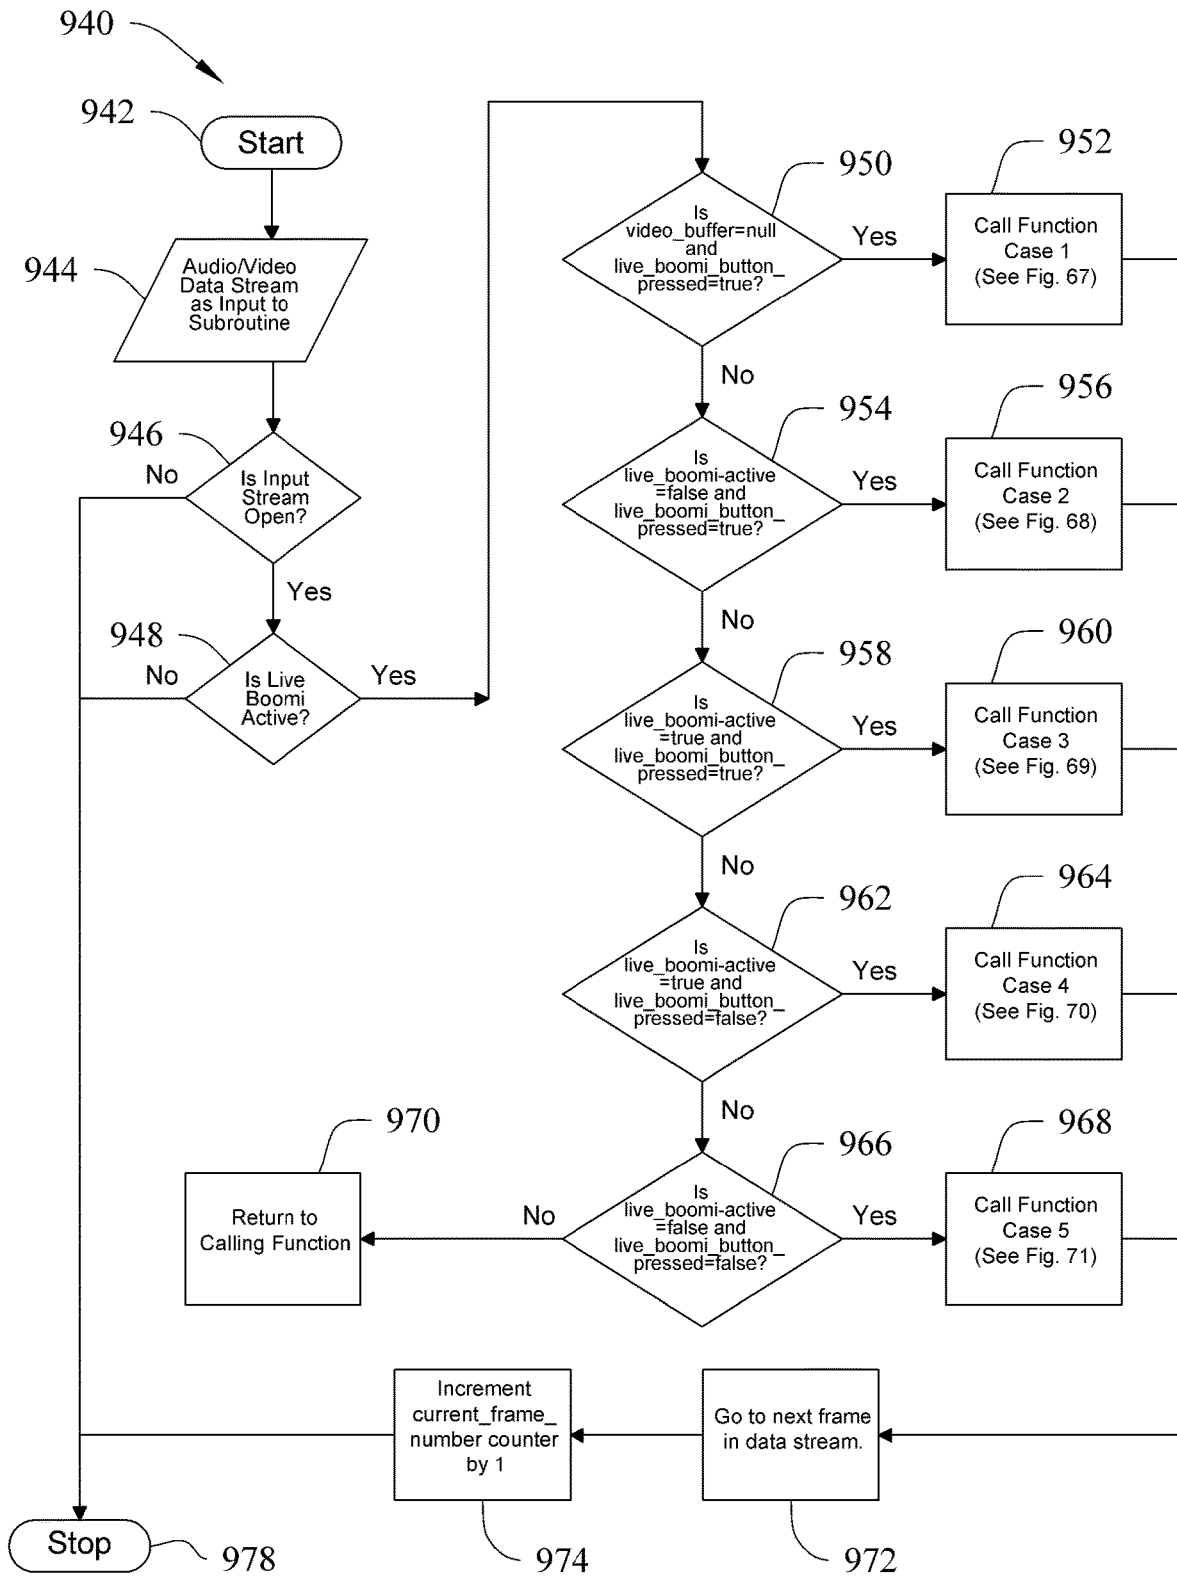 940
942
Start
944
Audio/Video
Data Stream
as Input to
Subroutine
946
No
Is Input
Stream
Open?
Yes
948
No
Is Live
Boomi
Active?
Yes
950
Is
video_buffer=null
and
live_boomi_button_
pressed=true?
Yes
952
Call Function
Case 1
(See Fig. 67)
No
954
Is
live_boomi-active
=false and
live_boomi_button_
pressed=true?
Yes
956
Call Function
Case 2
(See Fig. 68)
No
958
Is
live_boomi-active
=true and
live_boomi_button_
pressed=true?
Yes
960
Call Function
Case 3
(See Fig. 69)
No
962
Is
live_boomi-active
=true and
live_boomi_button_
pressed=false?
Yes
964
Call Function
Case 4
(See Fig. 70)
No
966
Is
live_boomi-active
=false and
live_boomi_button_
pressed=false?
Yes
968
Call Function
Case 5
(See Fig. 71)
No
970
Return to
Calling Function
Go to next frame
in data stream.
972
Increment
current_frame_
number counter
by 1
974
Stop
978